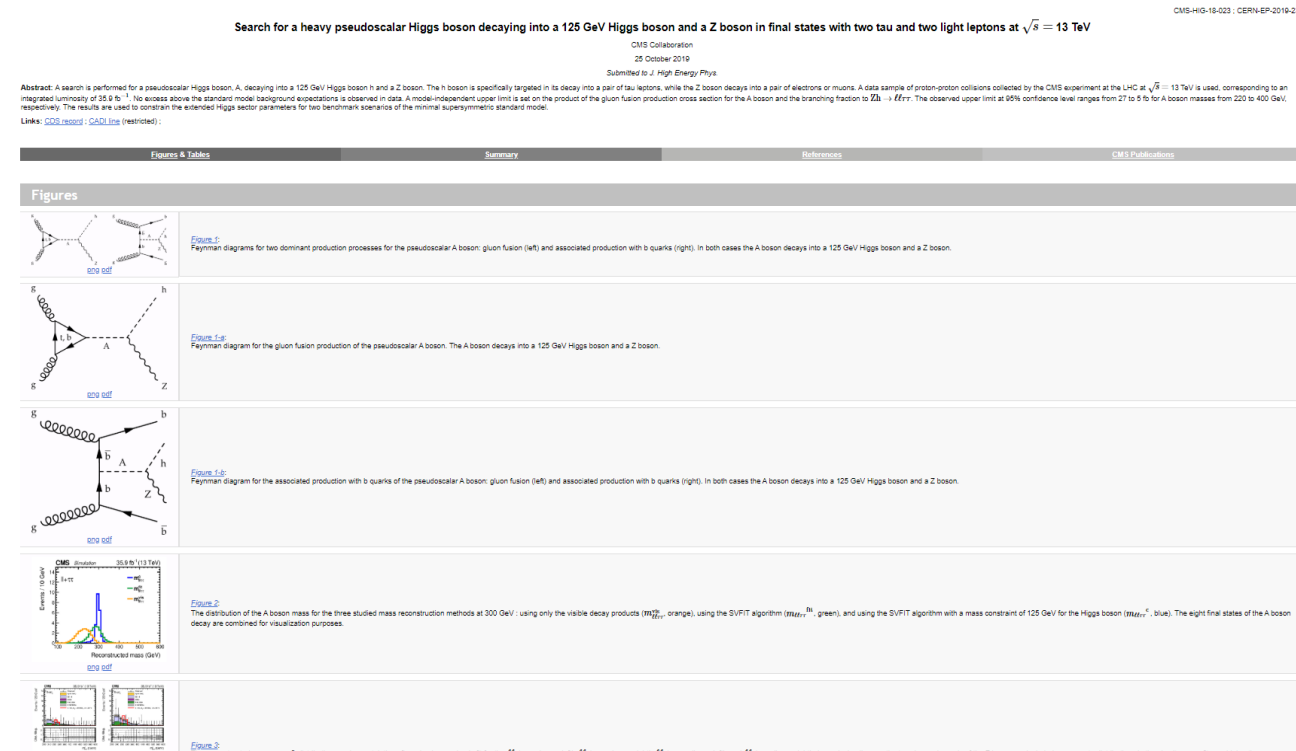 CMS-HIG-18-023 ; CERN-EP-2019-2
Search for a heavy pseudoscalar Higgs boson decaying into a 125 GeV Higgs boson and a Z boson in final states with two tau and two light leptons at √s = 13 TeV
CMS Collaboration
25 October 2019
Submitted to J. High Energy Phys.
Abstract: A search is performed for a pseudoscalar Higgs boson, A, decaying into a 125 GeV Higgs boson h and a Z boson. The h boson is specifically targeted in its decay into a pair of tau leptons, while the Z boson decays into a pair of electrons or muons. A data sample of proton-proton collisions collected by the CMS experiment at the LHC at √s = 13 TeV is used, corresponding to an
integrated luminosity of 35.9 fb⁻¹. No excess above the standard model background expectations is observed in data. A model-independent upper limit is set on the product of the gluon fusion production cross section for the A boson and the branching fraction to Zh → ℓℓττ. The observed upper limit at 95% confidence level ranges from 27 to 5 fb for A boson masses from 220 to 400 GeV,
respectively. The results are used to constrain the extended Higgs sector parameters for two benchmark scenarios of the minimal supersymmetric standard model.
Links: CDS record ; CADI line (restricted) ;
Figures & Tables Summary References CMS Publications
Figures
png pdf
Figure 1:
Feynman diagrams for two dominant production processes for the pseudoscalar A boson: gluon fusion (left) and associated production with b quarks (right). In both cases the A boson decays into a 125 GeV Higgs boson and a Z boson.
g
h
t, b
A
g
Z
png pdf
Figure 1-a:
Feynman diagram for the gluon fusion production of the pseudoscalar A boson. The A boson decays into a 125 GeV Higgs boson and a Z boson.
g
b
b̄
A
h
b
Z
g
b̄
png pdf
Figure 1-b:
Feynman diagram for the associated production with b quarks of the pseudoscalar A boson: gluon fusion (left) and associated production with b quarks (right). In both cases the A boson decays into a 125 GeV Higgs boson and a Z boson.
CMS Simulation 35.9 fb⁻¹ (13 TeV)
Events / 10 GeV
100 200 300 400 500 600
Reconstructed mass (GeV)
png pdf
Figure 2:
The distribution of the A boson mass for the three studied mass reconstruction methods at 300 GeV : using only the visible decay products (m, orange), using the SVFIT algorithm (m, green), and using the SVFIT algorithm with a mass constraint of 125 GeV for the Higgs boson (m, blue). The eight final states of the A boson
decay are combined for visualization purposes.
Figure 3: